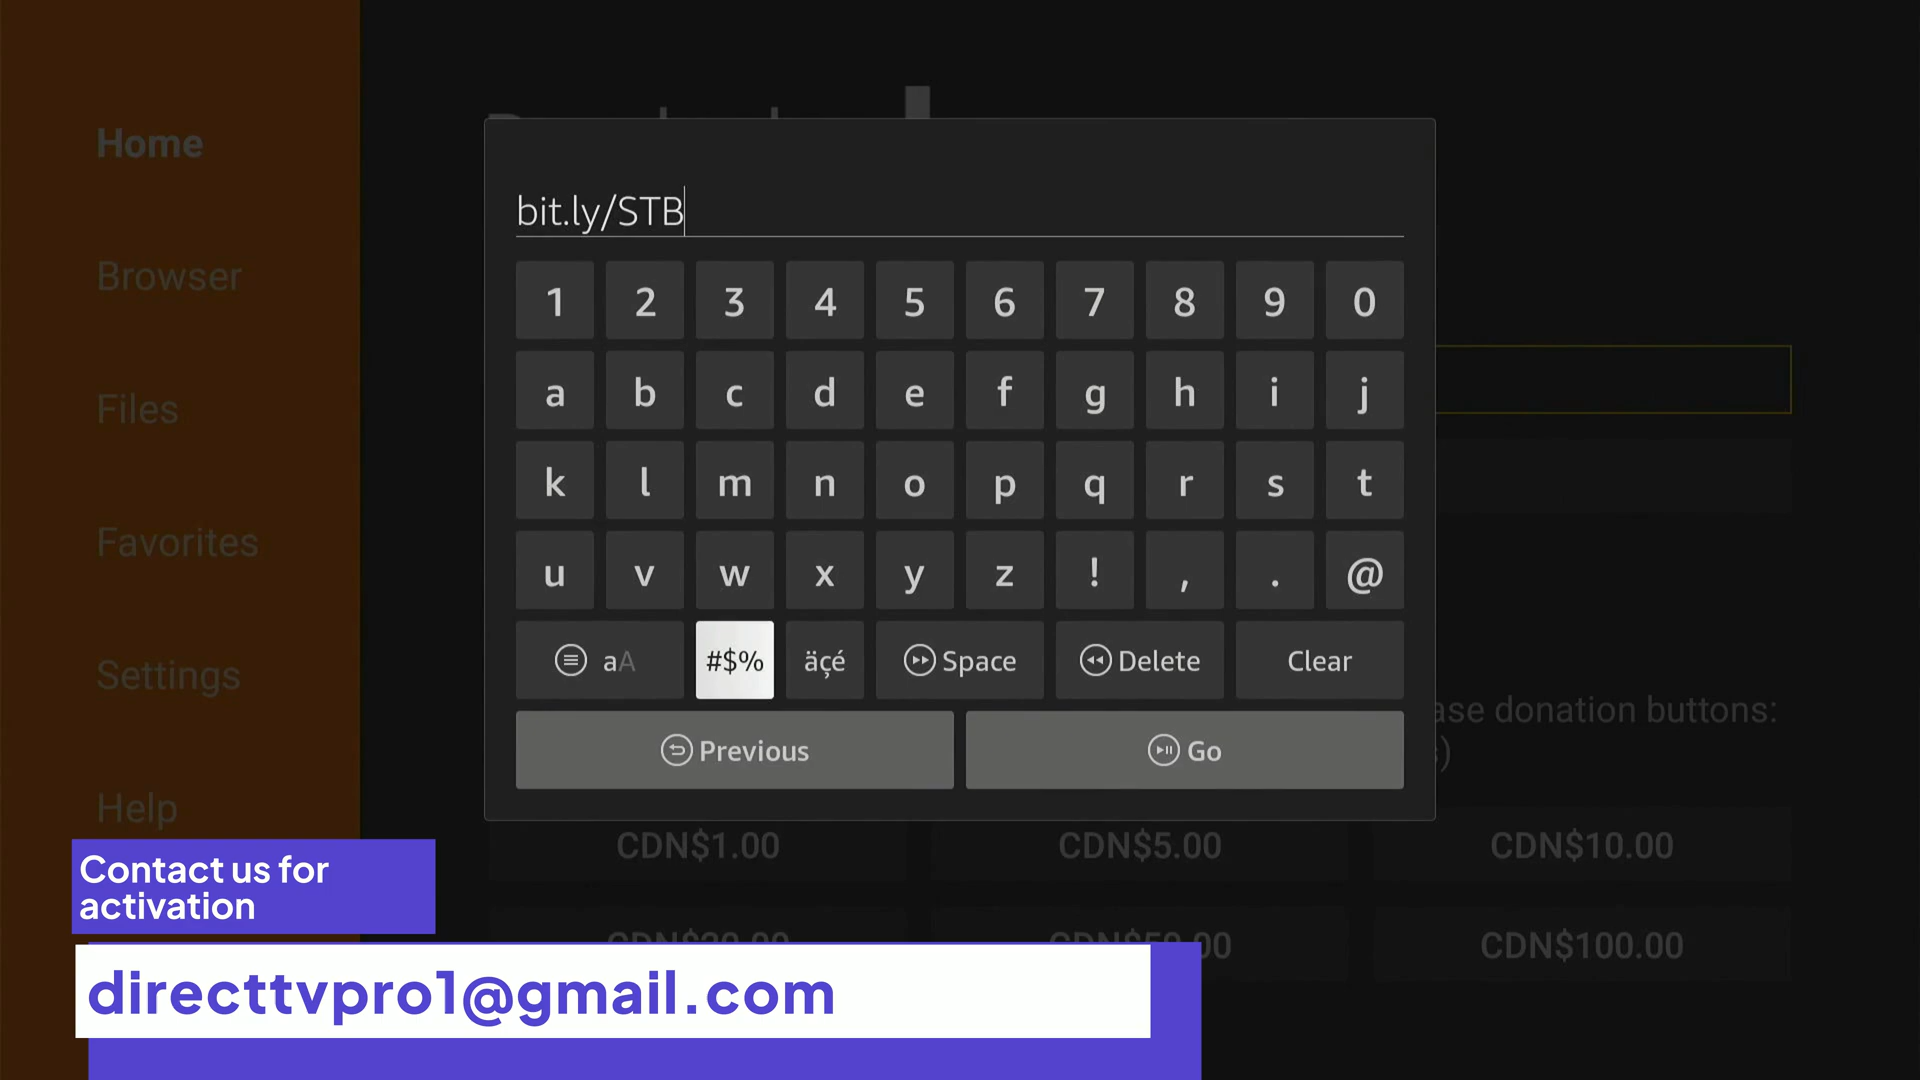 Home
Browser
Files
Favorites
Settings
Help
bit.ly/STB
1 2 3 4 5 6 7 8 9 0
a b c d e f g h i j
k l m n o p q r s t
u v w x y z ! , . @
aA #$% äçé Space Delete Clear
Previous Go
ase donation buttons:
)
CDN$1.00 CDN$5.00 CDN$10.00
CDN$100.00
Contact us for
activation
directtvpro1@gmail.com